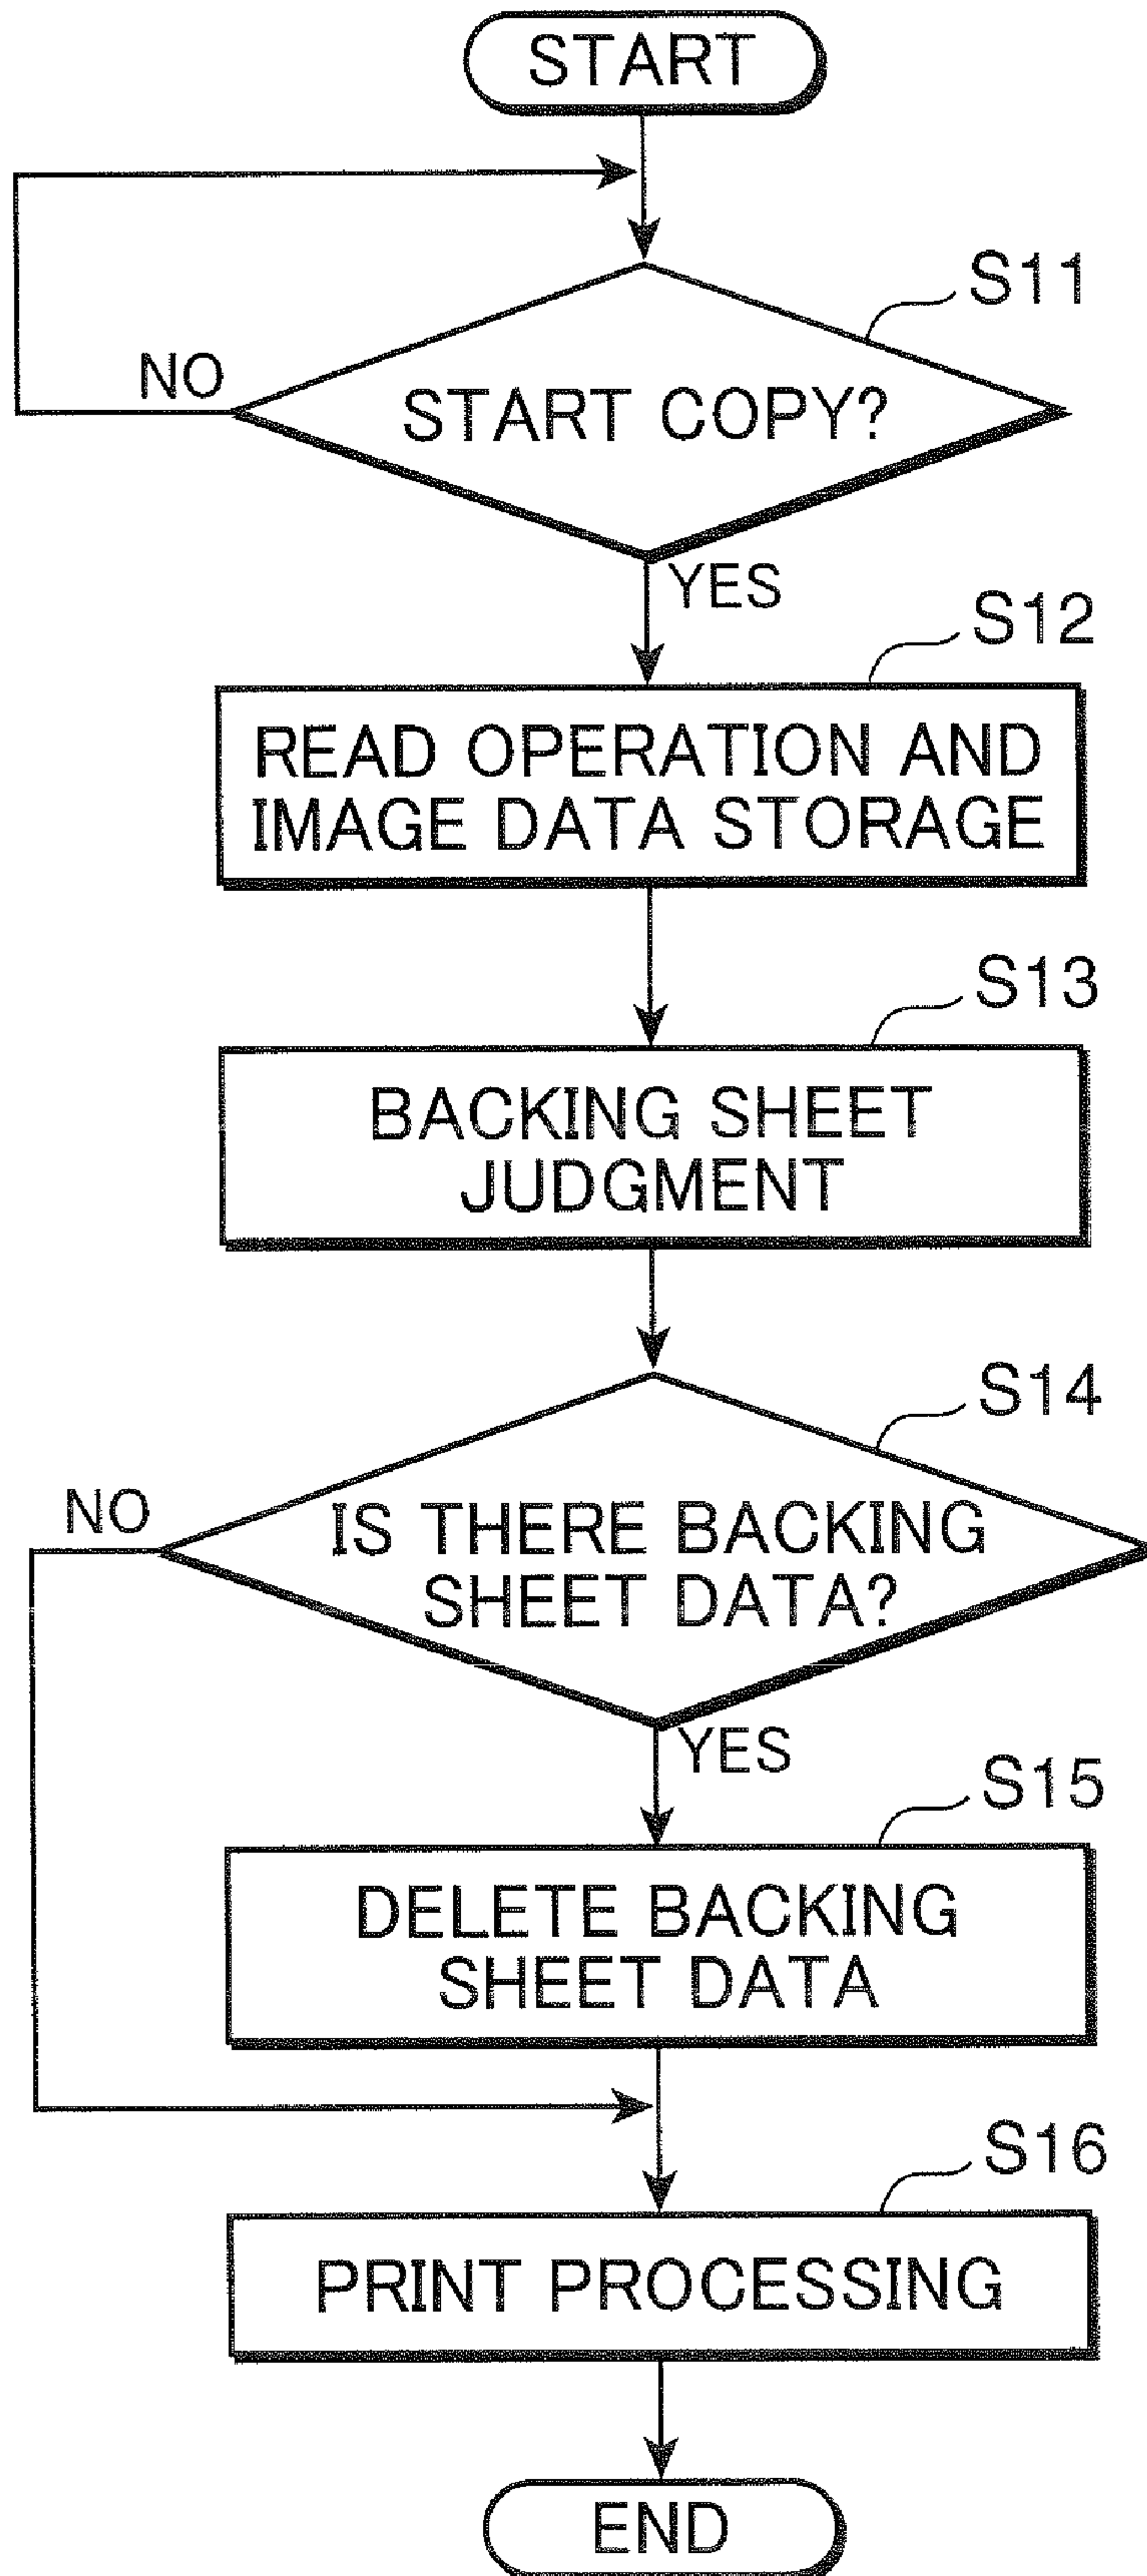 START
S11
NO
START COPY?
YES
S12
READ OPERATION AND
IMAGE DATA STORAGE
S13
BACKING SHEET
JUDGMENT
S14
NO
IS THERE BACKING
SHEET DATA?
YES
S15
DELETE BACKING
SHEET DATA
S16
PRINT PROCESSING
END